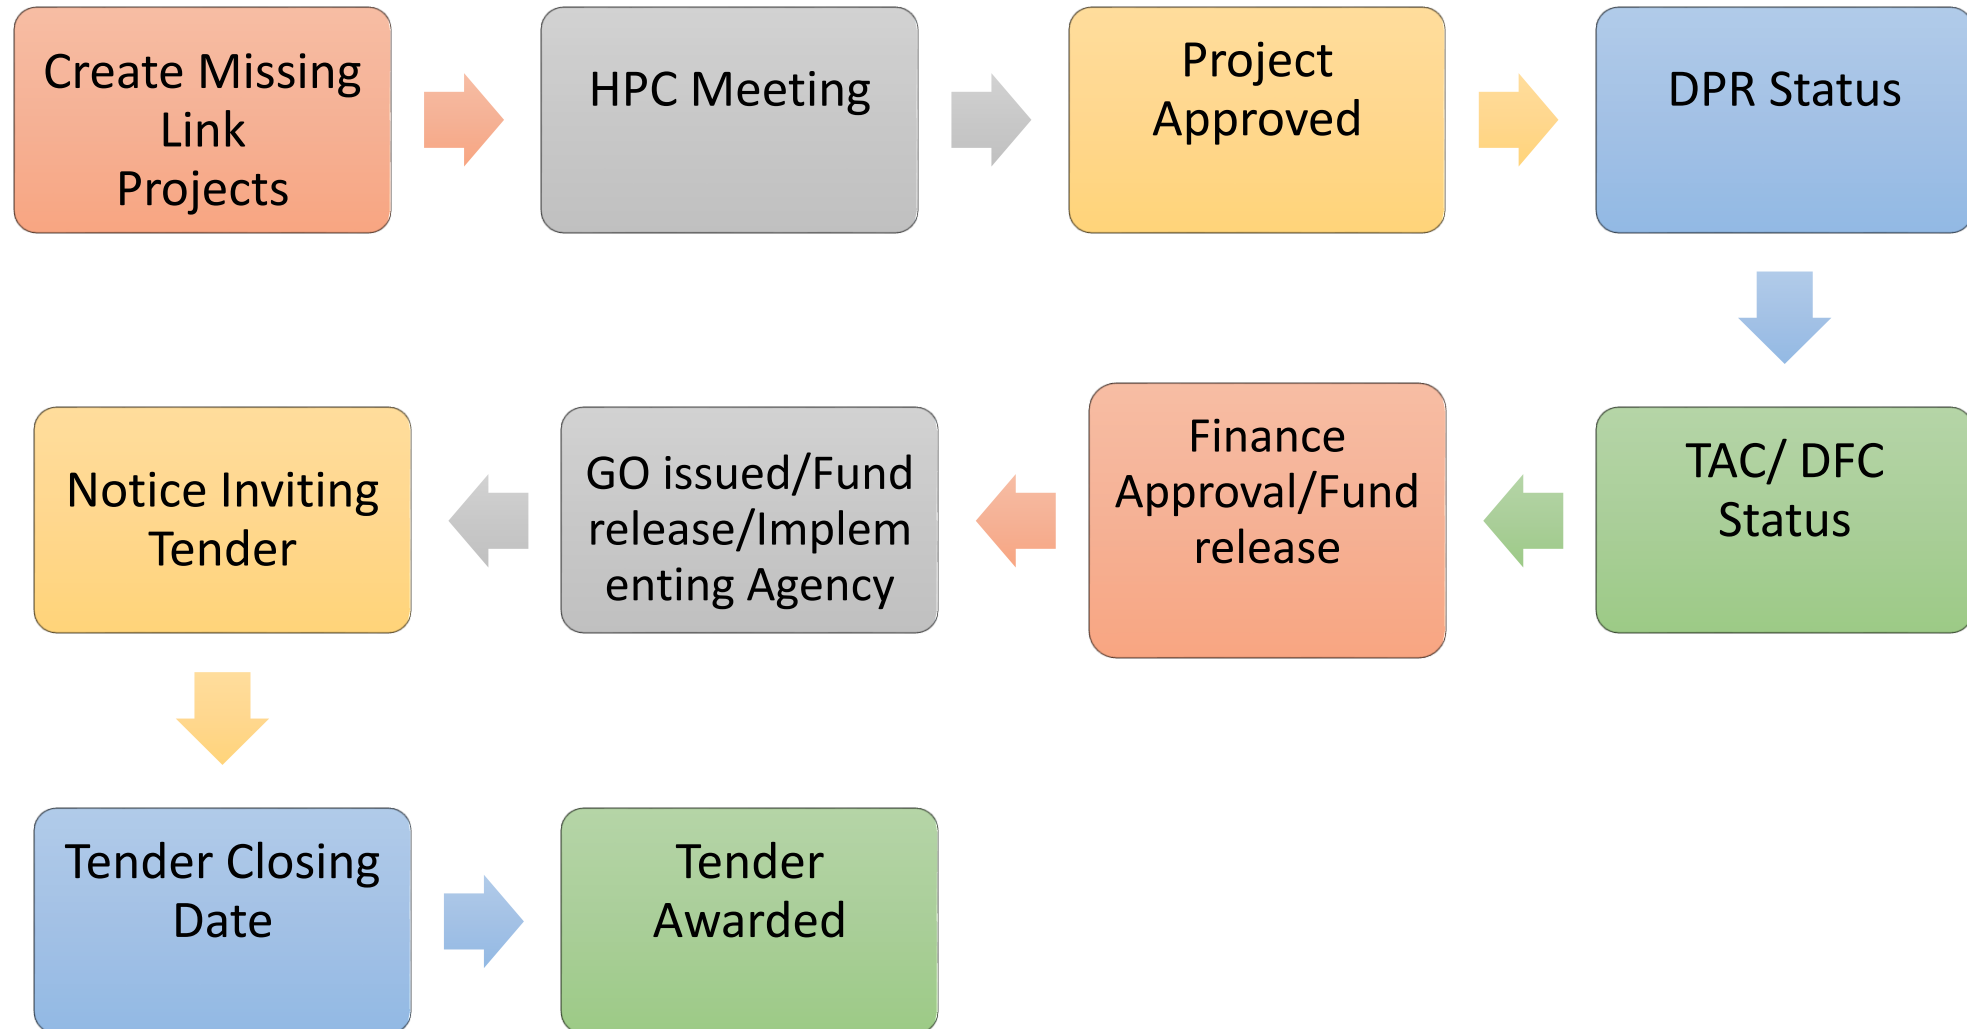 Create Missing
Link
Projects
HPC Meeting
Project
Approved
DPR Status
TAC/ DFC
Status
Finance
Approval/Fund
release
GO issued/Fund
release/Implem
enting Agency
Notice Inviting
Tender
Tender Closing
Date
Tender
Awarded